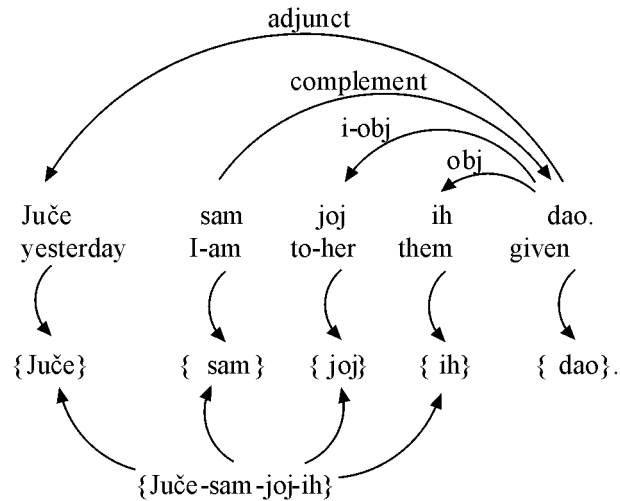 adjunct
complement
i-obj
obj
Juče sam joj ih dao.
yesterday I-am to-her them given
{Juče} { sam } { joj} { ih} { dao}.
{Juče-sam-joj-ih}